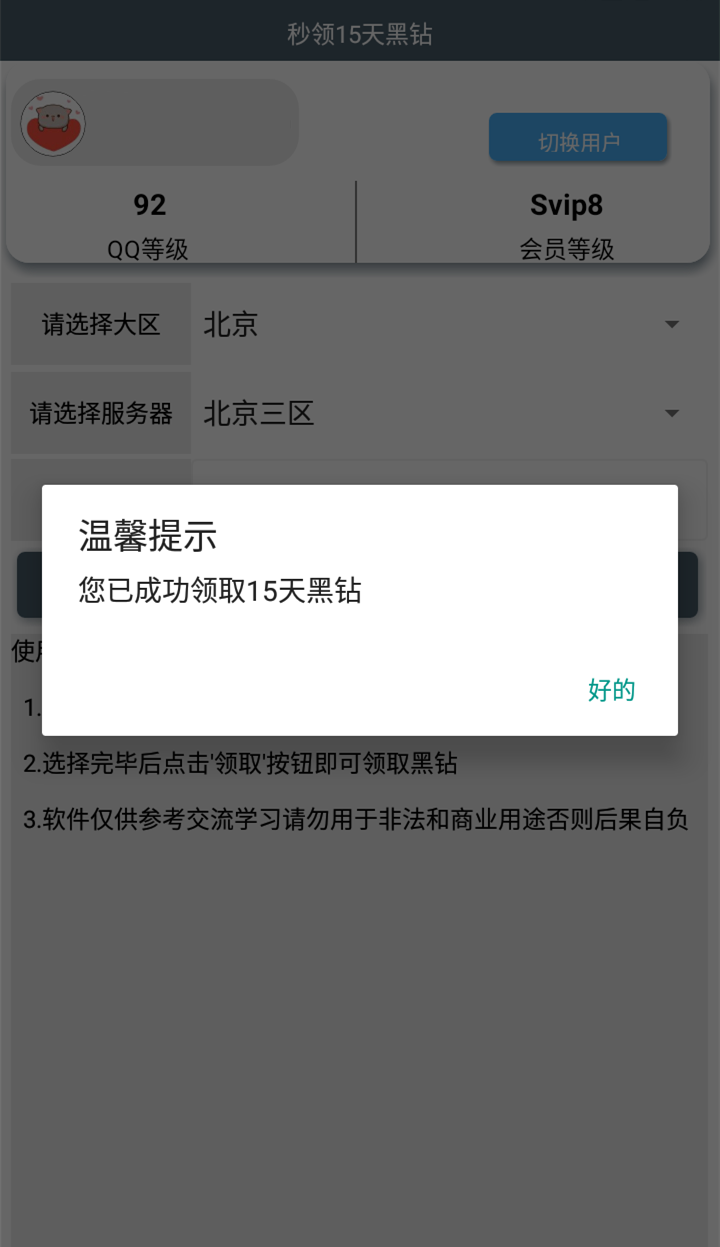 秒领15天黑钻
切换用户
92
Svip8
QQ等级
会员等级
请选择大区
北京
请选择服务器
北京三区
温馨提示
您已成功领取15天黑钻
好的
使
1.
2.选择完毕后点击'领取'按钮即可领取黑钻
3.软件仅供参考交流学习请勿用于非法和商业用途否则后果自负